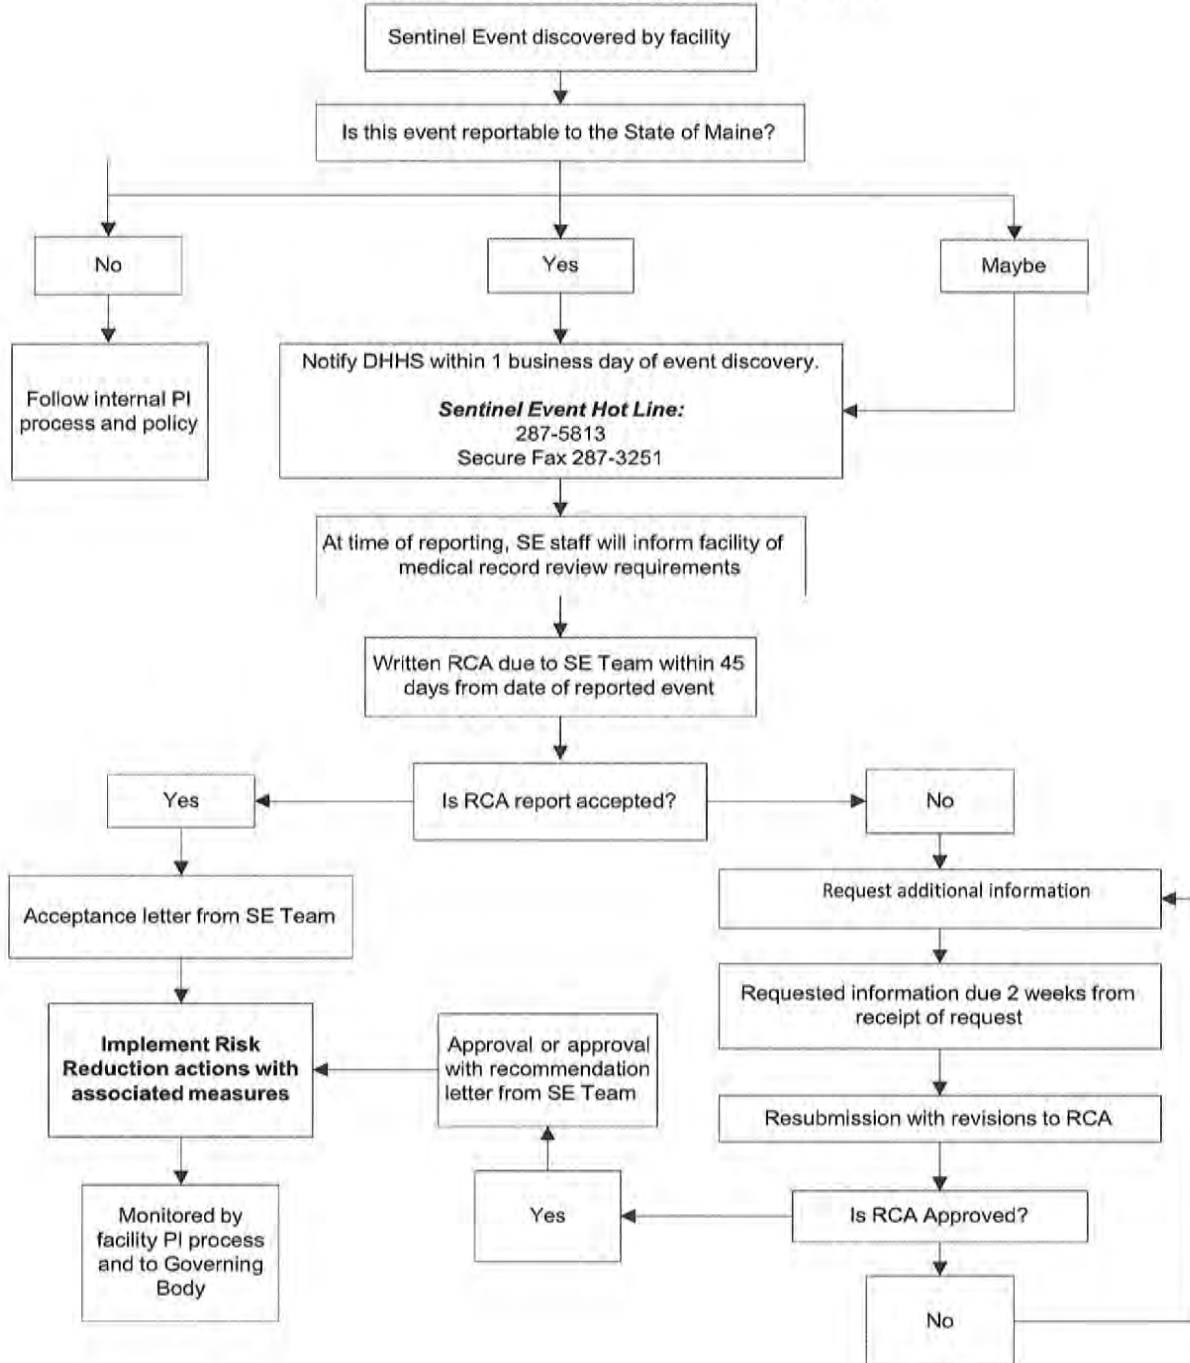 Sentinel Event discovered by facility
Is this event reportable to the State of Maine?
No
Yes
Maybe
Follow internal PI
process and policy
Notify DHHS within 1 business day of event discovery.
Sentinel Event Hot Line:
287-5813
Secure Fax 287-3251
At time of reporting, SE staff will inform facility of
medical record review requirements
Written RCA due to SE Team within 45
days from date of reported event
Yes
Is RCA report accepted?
No
Acceptance letter from SE Team
Request additional information
Requested information due 2 weeks from
receipt of request
Implement Risk
Reduction actions with
associated measures
Approval or approval
with recommendation
letter from SE Team
Resubmission with revisions to RCA
Monitored by
facility PI process
and to Governing
Body
Yes
Is RCA Approved?
No